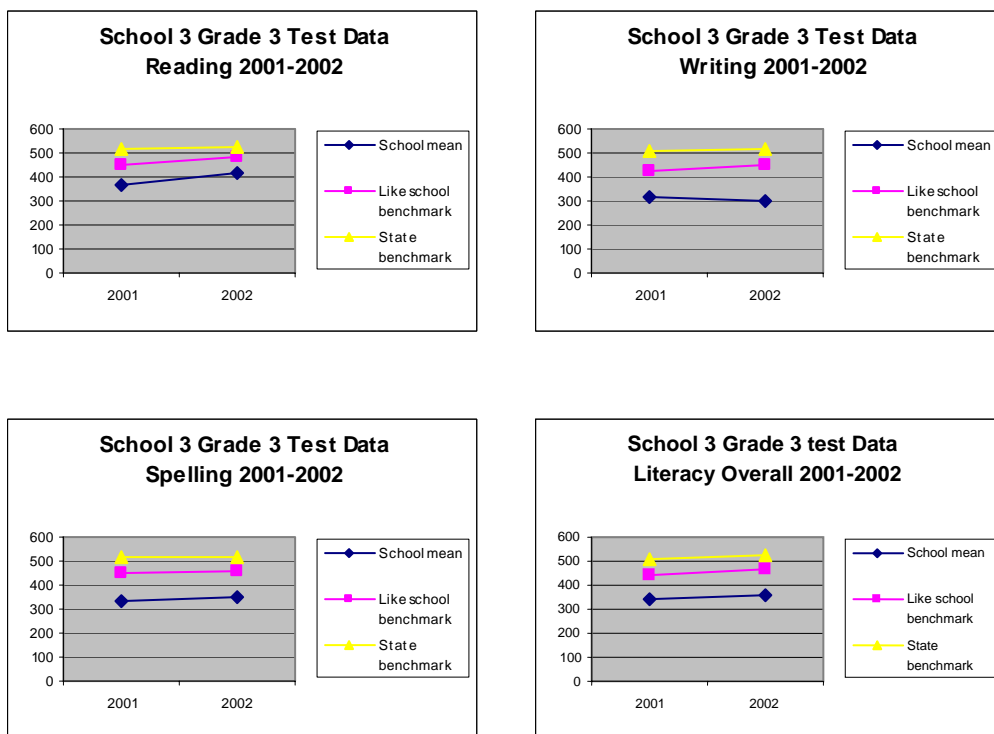 School 3 Grade 3 Test Data
Reading 2001-2002
600
500
400
300
200
100
0
2001
2002
School mean
Like school
benchmark
State
benchmark
School 3 Grade 3 Test Data
Writing 2001-2002
600
500
400
300
200
100
0
2001
2002
School mean
Like school
benchmark
State
benchmark
School 3 Grade 3 Test Data
Spelling 2001-2002
600
500
400
300
200
100
0
2001
2002
School mean
Like school
benchmark
State
benchmark
School 3 Grade 3 test Data
Literacy Overall 2001-2002
600
500
400
300
200
100
0
2001
2002
School mean
Like school
benchmark
State
benchmark